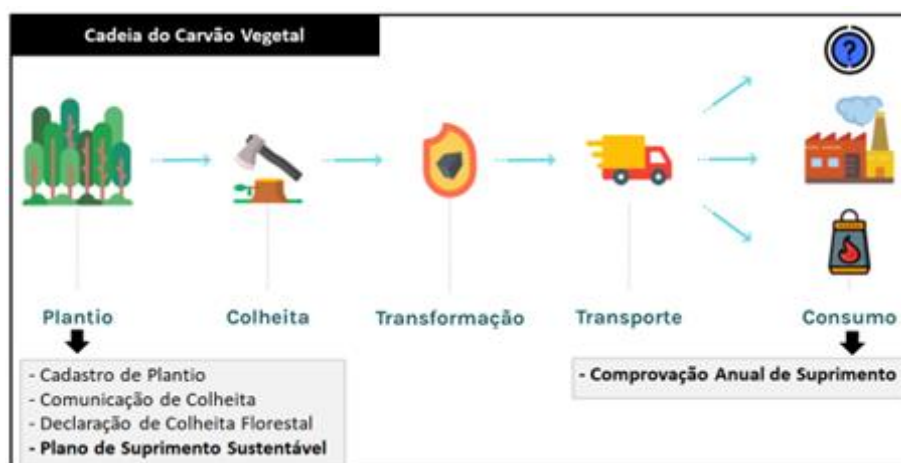 Cadeia do Carvão Vegetal
?
Plantio
Colheita
Transformação
Transporte
Consumo
- Cadastro de Plantio
- Comunicação de Colheita
- Declaração de Colheita Florestal
- Plano de Suprimento Sustentável
- Comprovação Anual de Suprimento